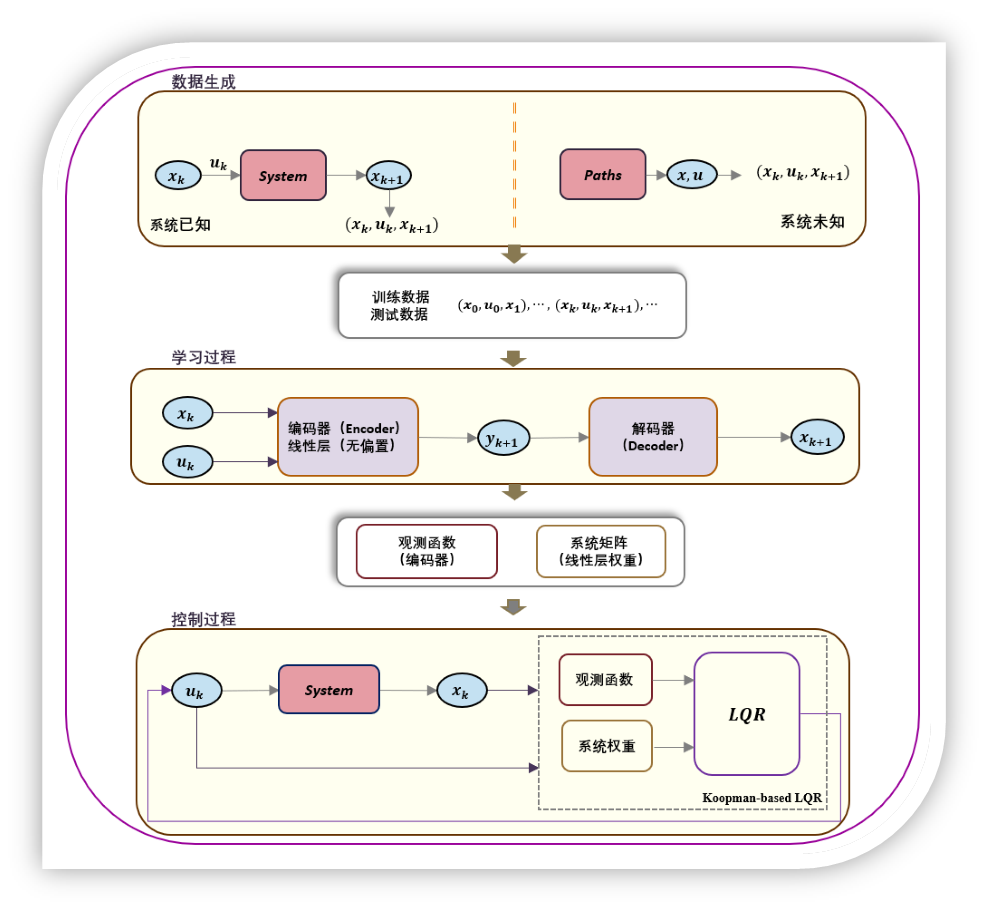 数据生成
x_k
u_k
System
x_{k+1}
(x_k, u_k, x_{k+1})
系统已知
Paths
x, u
(x_k, u_k, x_{k+1})
系统未知
训练数据
测试数据
(x_0, u_0, x_1), ⋯, (x_k, u_k, x_{k+1}), ⋯
学习过程
x_k
u_k
编码器（Encoder）
线性层（无偏置）
y_{k+1}
解码器
（Decoder）
x_{k+1}
观测函数
（编码器）
系统矩阵
（线性层权重）
控制过程
u_k
System
x_k
观测函数
系统权重
LQR
Koopman-based LQR